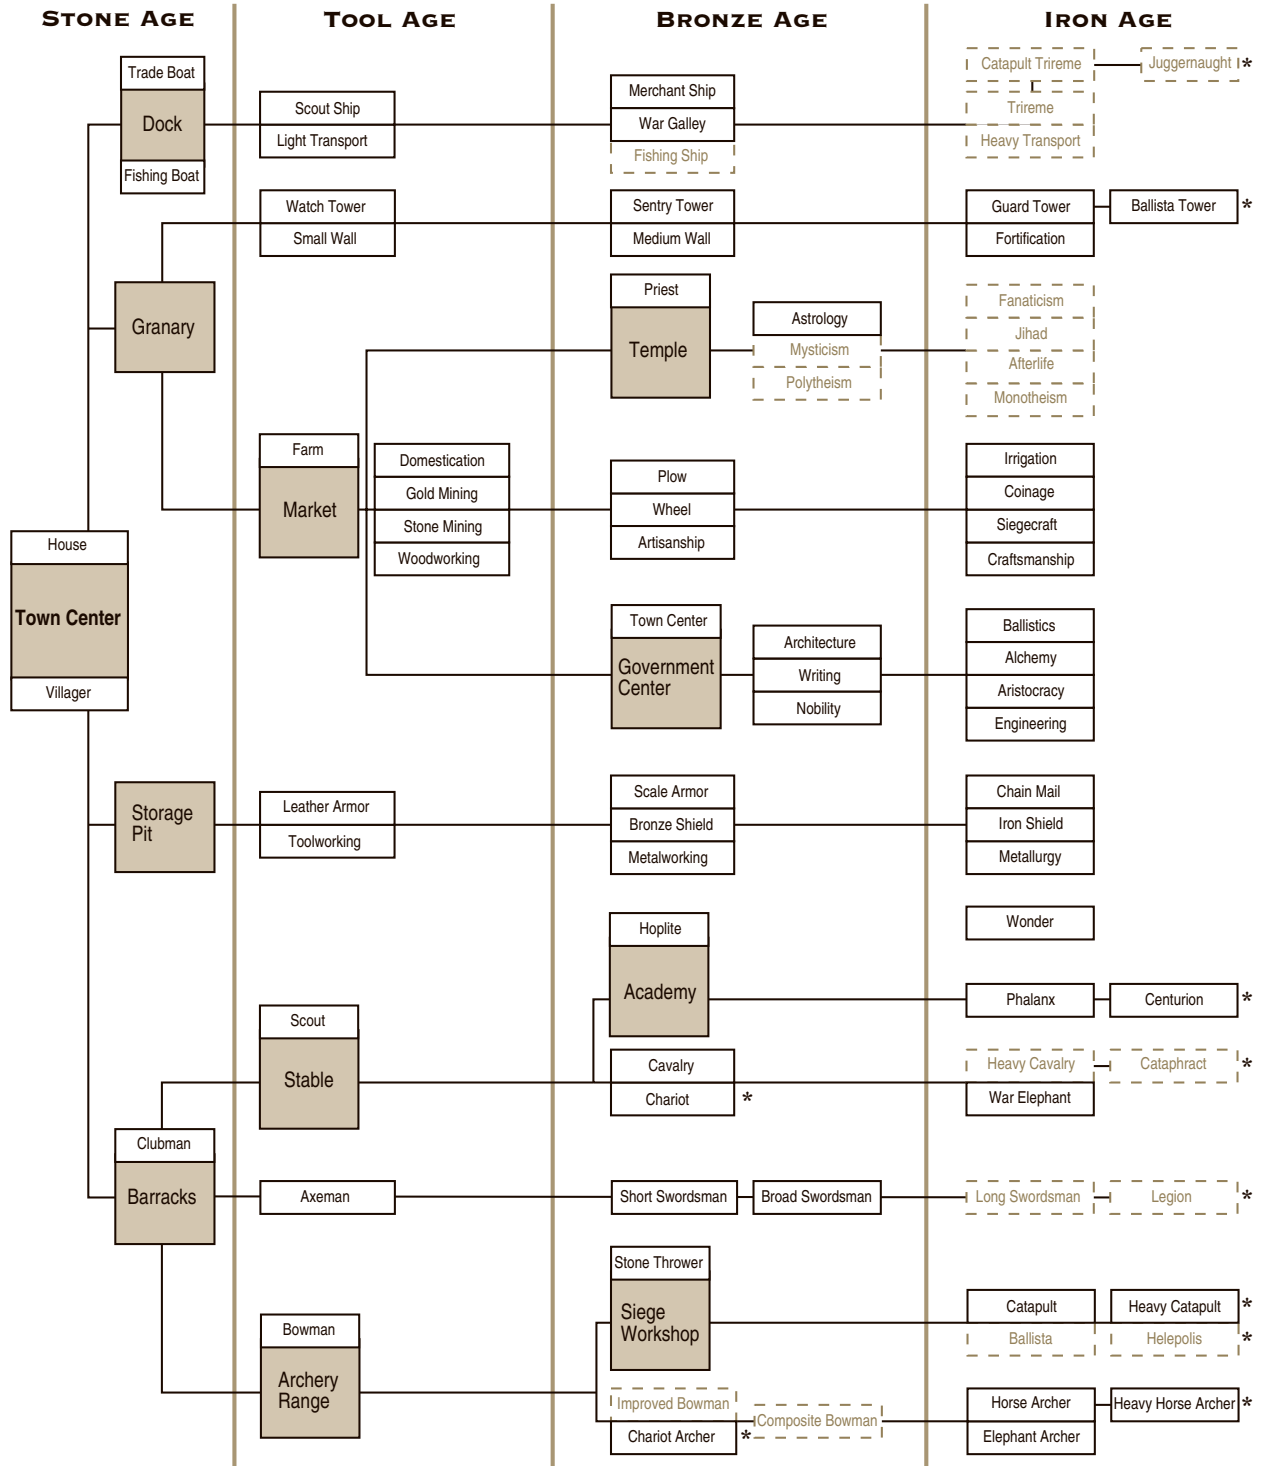 STONE AGE
TOOL AGE
BRONZE AGE
IRON AGE
Trade Boat
Dock
Fishing Boat
Scout Ship
Light Transport
Merchant Ship
War Galley
Fishing Ship
Catapult Trireme
Juggernaught *
Trireme
Heavy Transport
Granary
Watch Tower
Small Wall
Sentry Tower
Medium Wall
Guard Tower
Ballista Tower *
Fortification
Priest
Temple
Astrology
Mysticism
Polytheism
Fanaticism
Jihad
Afterlife
Monotheism
Farm
Market
Domestication
Gold Mining
Stone Mining
Woodworking
Plow
Wheel
Artisanship
Irrigation
Coinage
Siegecraft
Craftsmanship
House
Town Center
Villager
Town Center
Government
Center
Architecture
Writing
Nobility
Ballistics
Alchemy
Aristocracy
Engineering
Storage
Pit
Leather Armor
Toolworking
Scale Armor
Bronze Shield
Metalworking
Chain Mail
Iron Shield
Metallurgy
Wonder
Hoplite
Academy
Phalanx
Centurion *
Scout
Stable
Cavalry
Chariot *
Heavy Cavalry
Cataphract *
War Elephant
Clubman
Barracks
Axeman
Short Swordsman
Broad Swordsman
Long Swordsman
Legion *
Stone Thrower
Siege
Workshop
Catapult
Heavy Catapult *
Ballista
Helepolis *
Bowman
Archery
Range
Improved Bowman
Chariot Archer *
Composite Bowman
Horse Archer
Heavy Horse Archer *
Elephant Archer